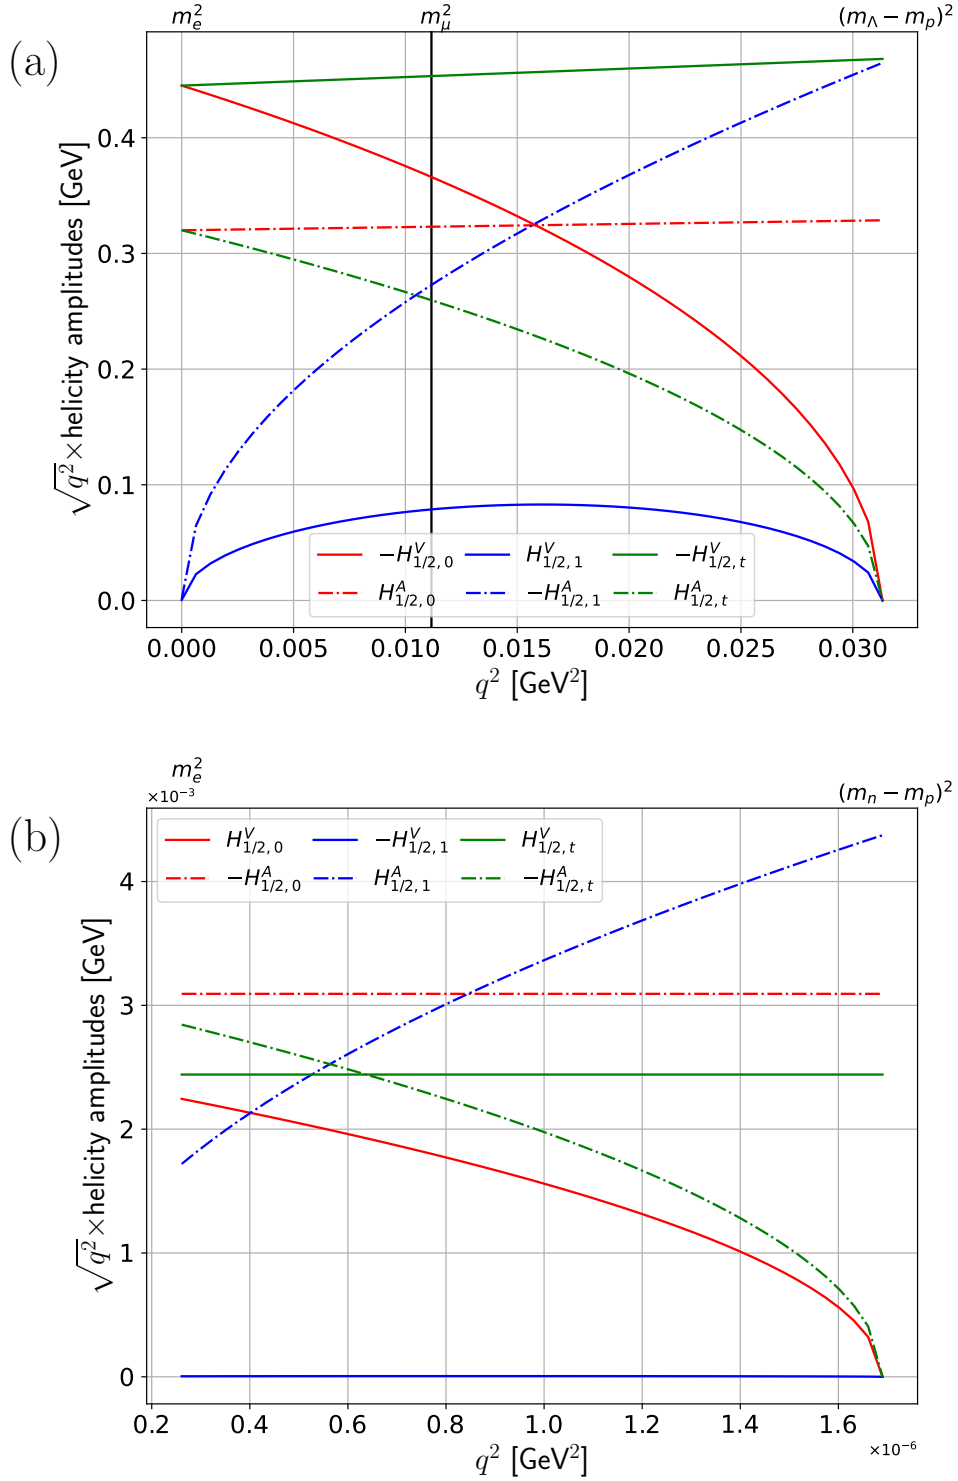 (a)
m_e^2 m_μ^2 (m_Λ − m_p)^2
√q^2 ×helicity amplitudes [GeV]
0.4
0.3
0.2
0.1
0.0
−H^V_{1/2,0} H^V_{1/2,1} −H^V_{1/2,t}
H^A_{1/2,0} −H^A_{1/2,1} H^A_{1/2,t}
0.000 0.005 0.010 0.015 0.020 0.025 0.030
q^2 [GeV^2]
(b)
m_e^2 (m_n − m_p)^2
×10^{−3}
√q^2 ×helicity amplitudes [GeV]
H^V_{1/2,0} −H^V_{1/2,1} H^V_{1/2,t}
−H^A_{1/2,0} H^A_{1/2,1} −H^A_{1/2,t}
4
3
2
1
0
0.2 0.4 0.6 0.8 1.0 1.2 1.4 1.6
×10^{−6}
q^2 [GeV^2]